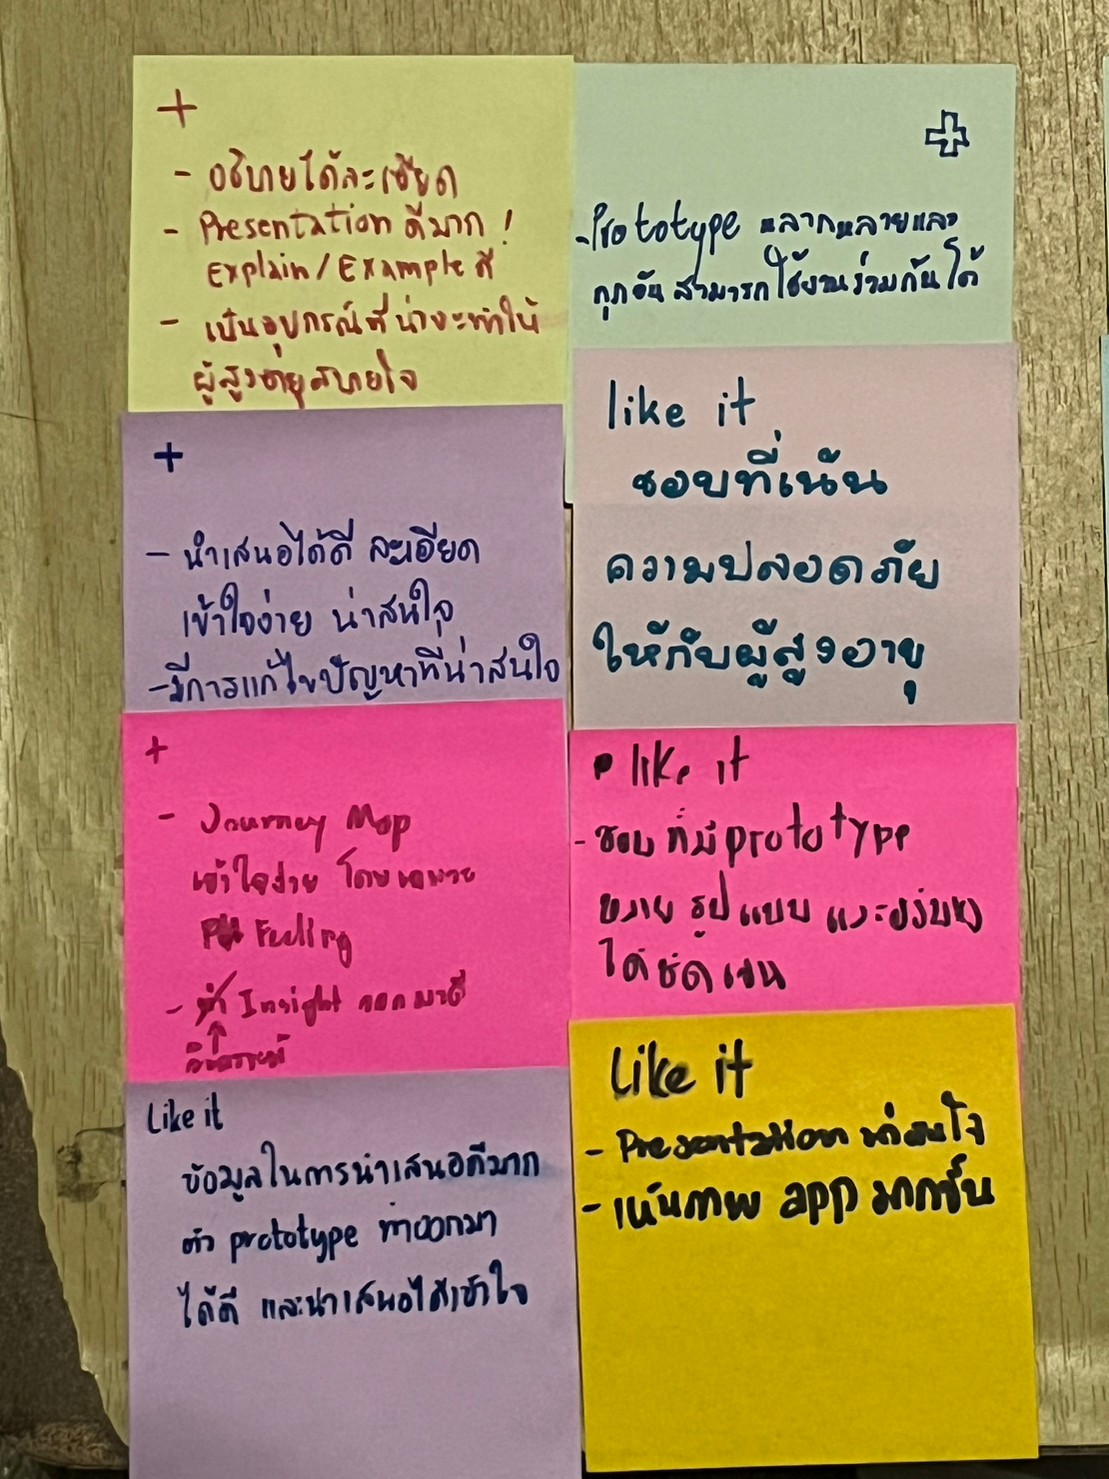 +
- อธิบายได้ละเอียด
- Presentation ดีมาก !
Explain/Example ดี
- เป็นอุปกรณ์ที่น่าจะทำให้
ผู้สูงอายุสบายใจ
+
- นำเสนอได้ดี ละเอียด
เข้าใจง่าย น่าสนใจ
- มีการแก้ไขปัญหาที่น่าสนใจ
+
- Journey Map
เข้าใจง่าย โดยเฉพาะ
Feeling
- Insight ออกมาดี
Like it
ข้อมูลในการนำเสนอดีมาก
ตัว prototype ทำออกมา
ได้ดี และนำเสนอได้เข้าใจ
- Prototype หลากหลายและ
ทุกอันสามารถใช้งานร่วมกันได้
like it
ชอบที่เน้น
ความปลอดภัย
ให้กับผู้สูงอายุ
• like it
- ชอบ ที่มี prototype
หลาย รูปแบบ และอธิบาย
ได้ชัดเจน
Like it
- Presentation น่าสนใจ
- เห็นภาพ app มากขึ้น